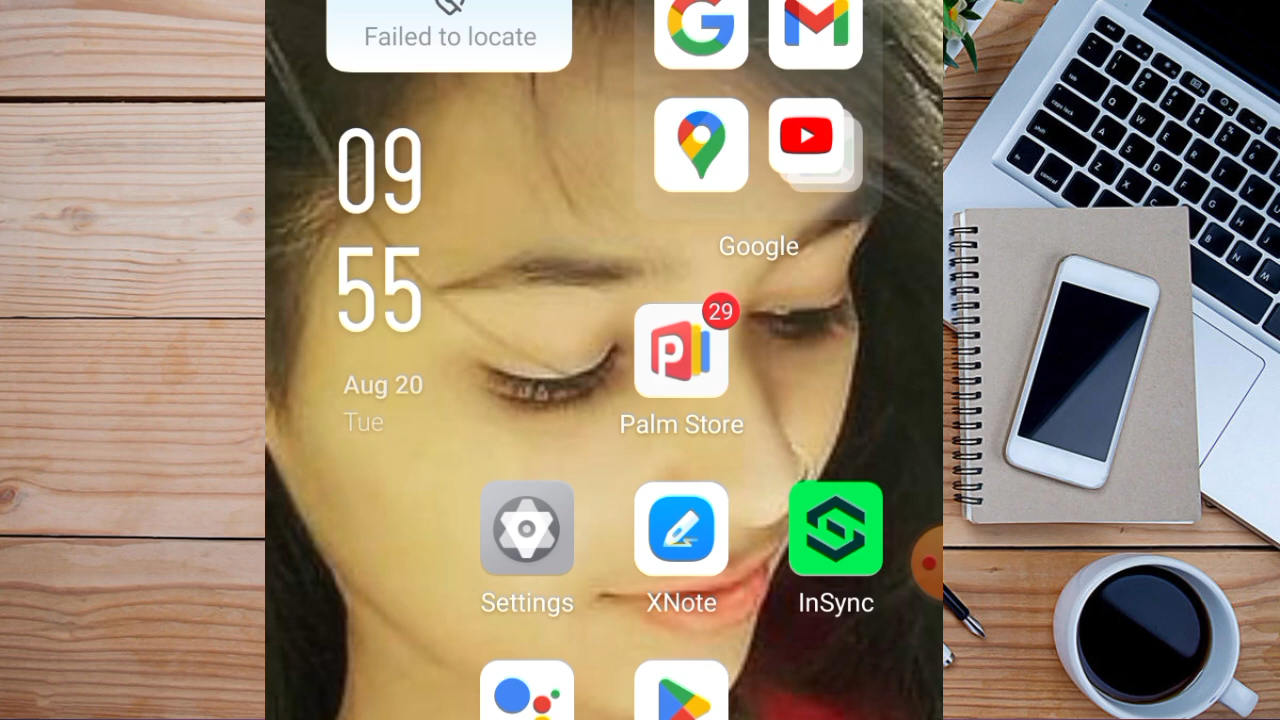 Failed to locate
09
55
Aug 20
Tue
Google
29
Palm Store
Settings
XNote
InSync